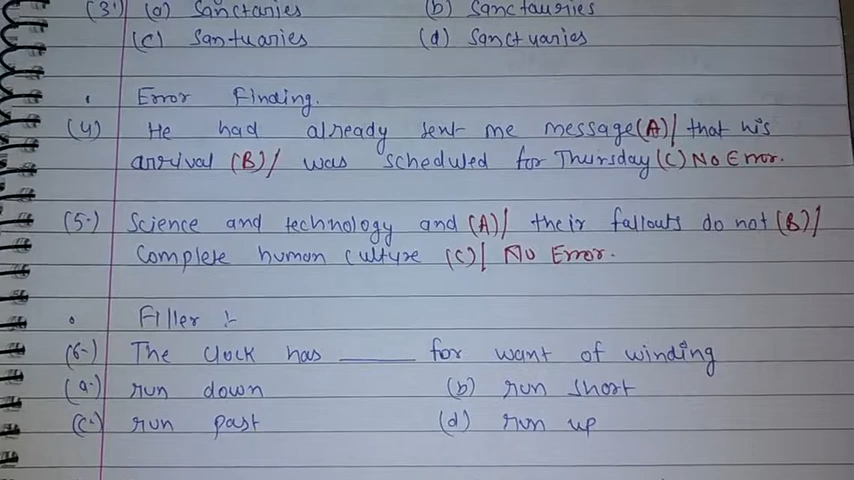 (3.) (a) Sanctaries (b) Sanctauries
(c) Santuaries (d) Sanctuaries
. Error Finding.
(4) He had already sent me message(A)/ that his
arrival (B)/ was scheduled for Thursday (C) No Error.
(5.) Science and technology and (A)/ their fallouts do not (B)/
Complete human culture (C)/ No Error.
. Filler :-
(6.) The clock has ______ for want of winding
(a.) run down (b) run short
(c.) run past (d) run up